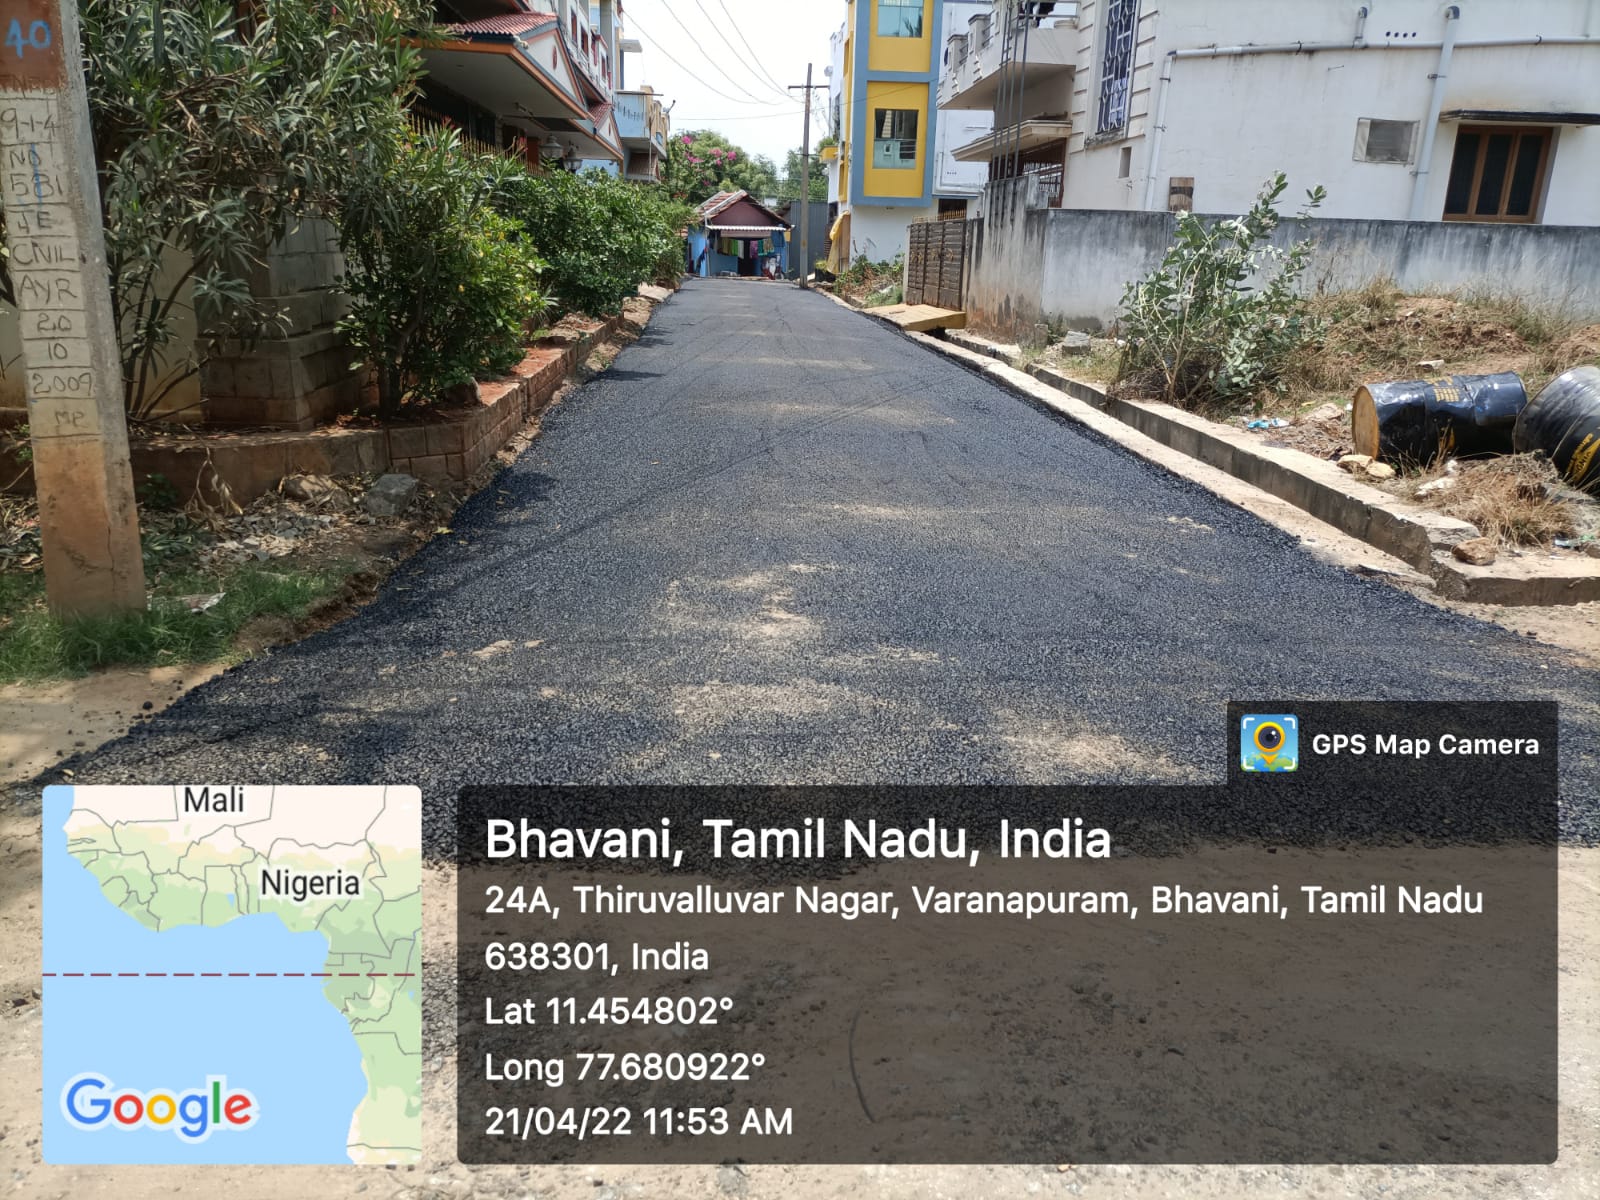 40
9-1-4
JE
CIVIL
AYR
20
10
2009
MP
GPS Map Camera
Mali
Nigeria
Google
Bhavani, Tamil Nadu, India
24A, Thiruvalluvar Nagar, Varanapuram, Bhavani, Tamil Nadu
638301, India
Lat 11.454802°
Long 77.680922°
21/04/22 11:53 AM